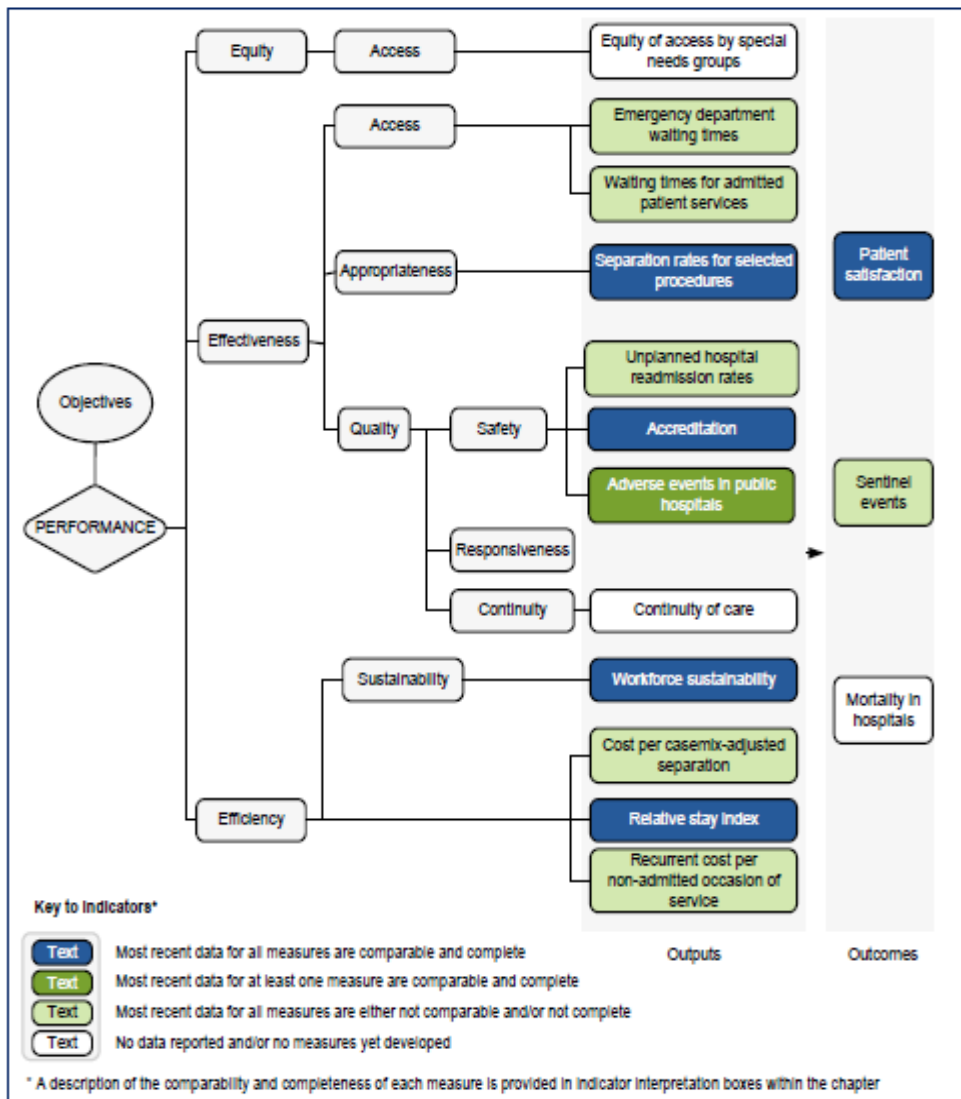 Equity
Access
Equity of access by special
needs groups
Access
Emergency department
waiting times
Waiting times for admitted
patient services
Appropriateness
Separation rates for selected
procedures
Patient
satisfaction
Effectiveness
Unplanned hospital
readmission rates
Objectives
Quality
Safety
Accreditation
Adverse events in public
hospitals
Sentinel
events
PERFORMANCE
Responsiveness
Continuity
Continuity of care
Sustainability
Workforce sustainability
Mortality in
hospitals
Cost per casemix-adjusted
separation
Efficiency
Relative stay index
Recurrent cost per
non-admitted occasion of
service
Key to indicators*
Text Most recent data for all measures are comparable and complete
Text Most recent data for at least one measure are comparable and complete
Text Most recent data for all measures are either not comparable and/or not complete
Text No data reported and/or no measures yet developed
Outputs
Outcomes
* A description of the comparability and completeness of each measure is provided in indicator interpretation boxes within the chapter